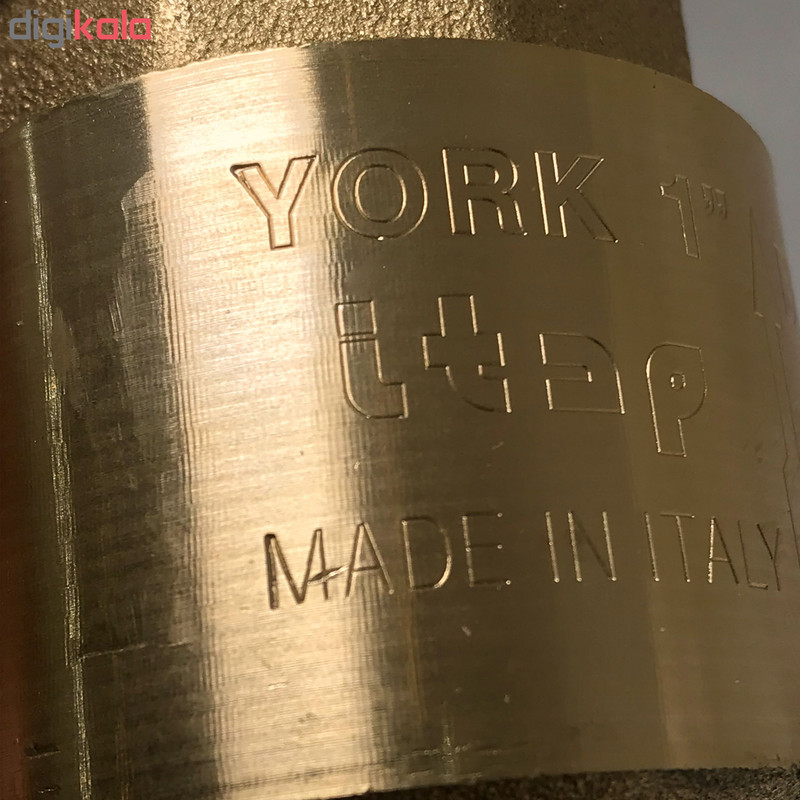 digikala
YORK 1"
itap
MADE IN ITALY